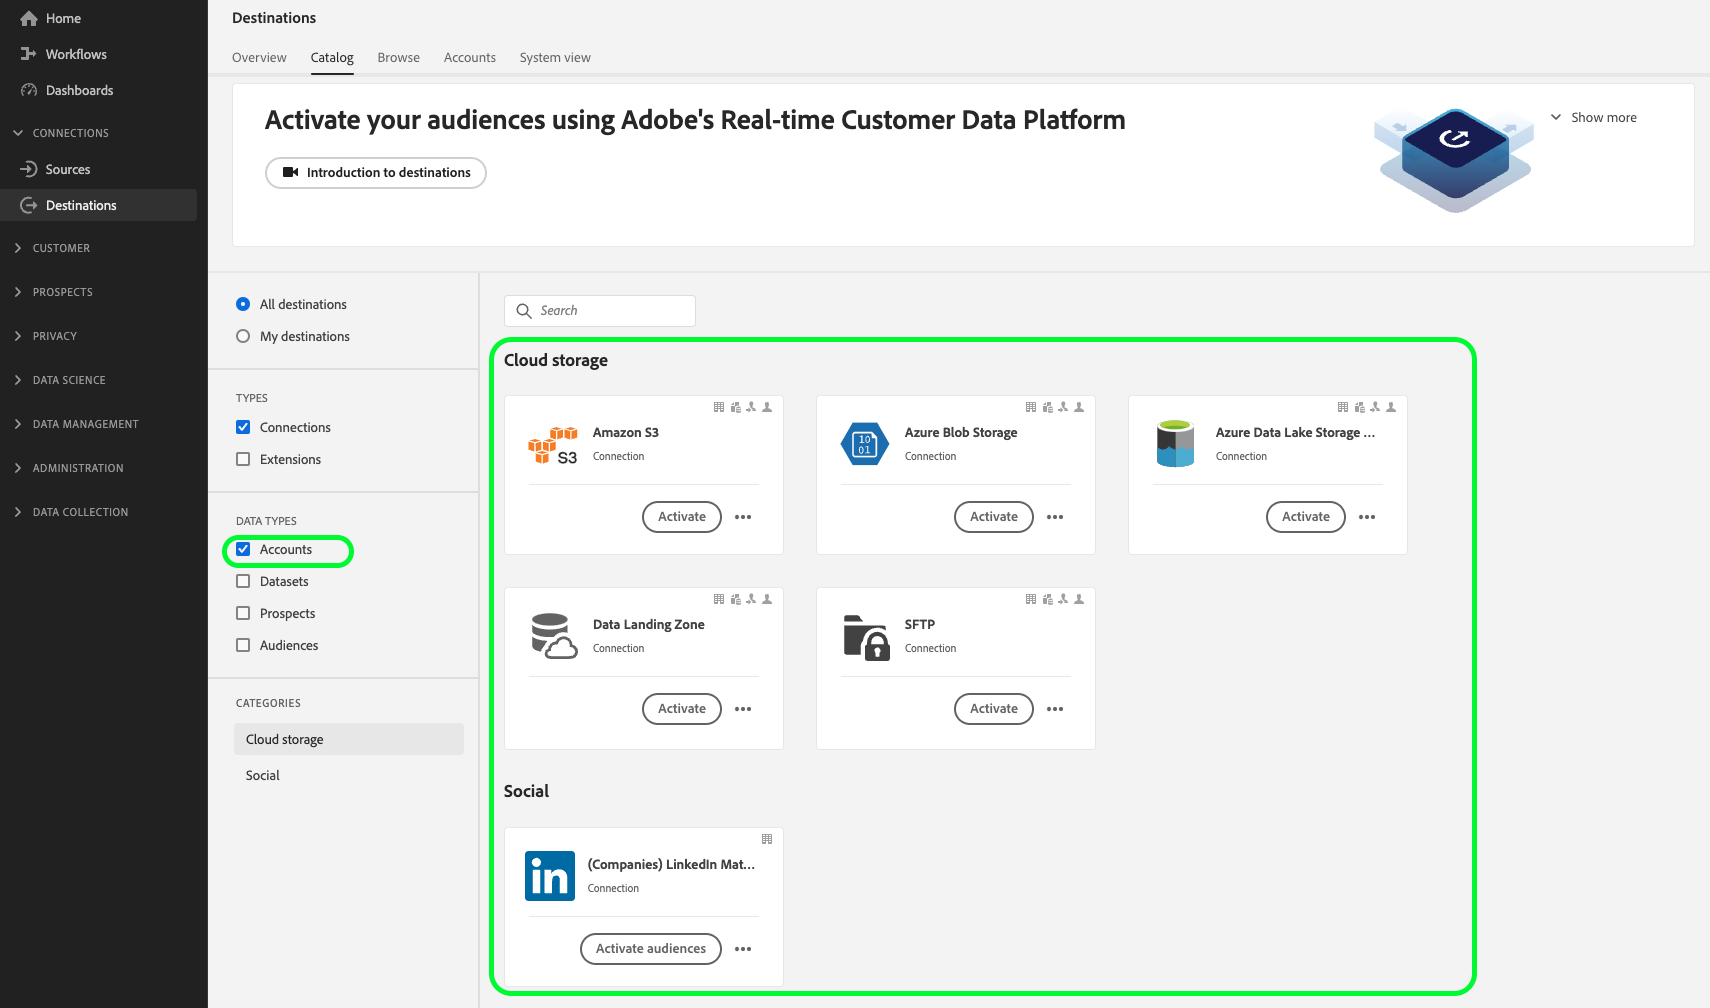 Home
Workflows
Dashboards
CONNECTIONS
Sources
Destinations
CUSTOMER
PROSPECTS
PRIVACY
DATA SCIENCE
DATA MANAGEMENT
ADMINISTRATION
DATA COLLECTION
Destinations
Overview Catalog Browse Accounts System view
Activate your audiences using Adobe's Real-time Customer Data Platform
Show more
Introduction to destinations
All destinations
My destinations
TYPES
Connections
Extensions
DATA TYPES
Accounts
Datasets
Prospects
Audiences
CATEGORIES
Cloud storage
Social
Search
Cloud storage
S3
Amazon S3
Connection
Activate
10
01
Azure Blob Storage
Connection
Activate
Azure Data Lake Storage ...
Connection
Activate
Data Landing Zone
Connection
Activate
SFTP
Connection
Activate
Social
in
(Companies) LinkedIn Mat...
Connection
Activate audiences